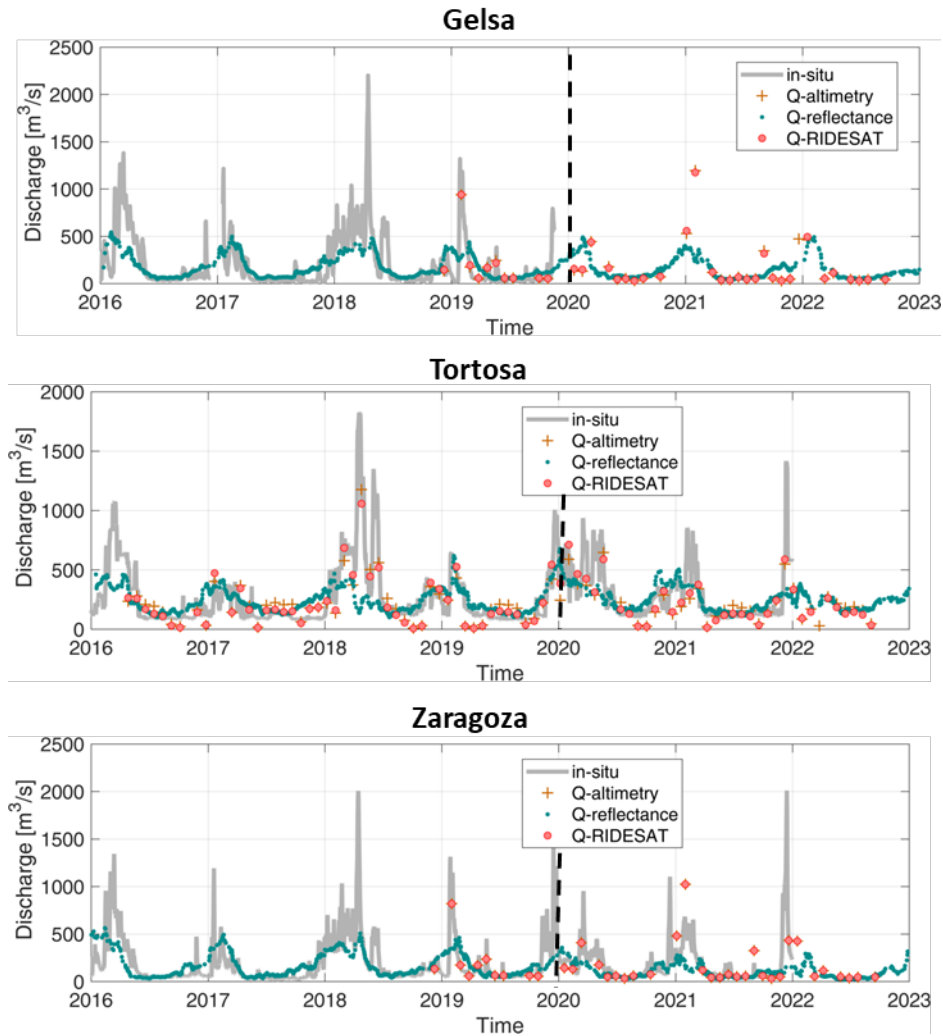 Gelsa
Discharge [m³/s]
2500
2000
1500
1000
500
0
in-situ
Q-altimetry
Q-reflectance
Q-RIDESAT
2016 2017 2018 2019 2020 2021 2022 2023
Time
Tortosa
Discharge [m³/s]
2000
1500
1000
500
0
in-situ
Q-altimetry
Q-reflectance
Q-RIDESAT
2016 2017 2018 2019 2020 2021 2022 2023
Time
Zaragoza
Discharge [m³/s]
2500
2000
1500
1000
500
0
in-situ
Q-altimetry
Q-reflectance
Q-RIDESAT
2016 2017 2018 2019 2020 2021 2022 2023
Time